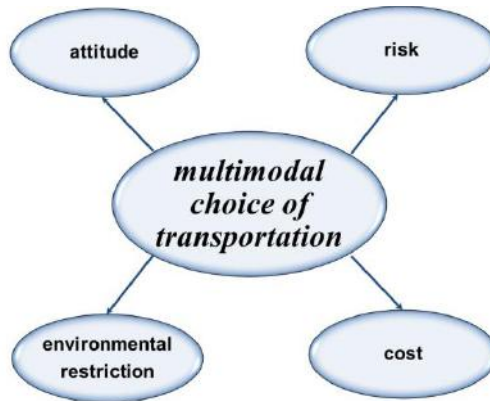 attitude
risk
multimodal
choice of
transportation
environmental
restriction
cost